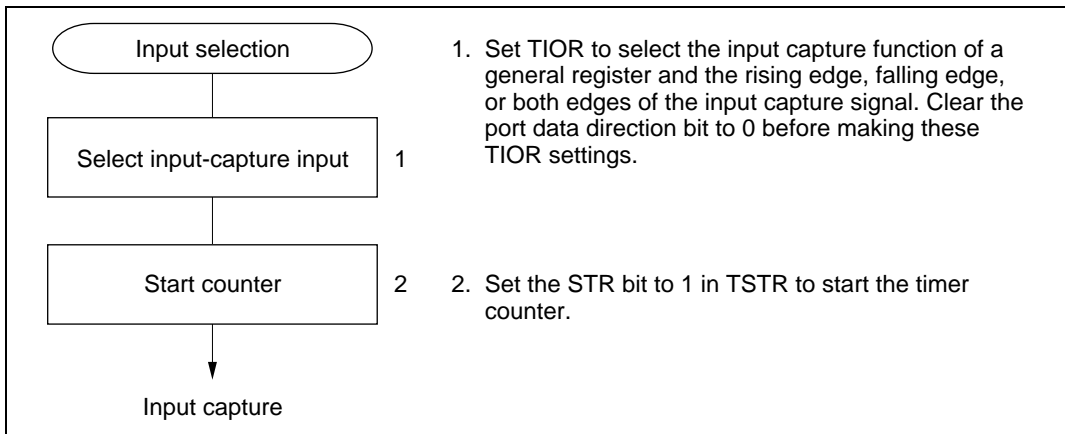 Input selection
Select input-capture input
1
Start counter
2
Input capture
1. Set TIOR to select the input capture function of a
general register and the rising edge, falling edge,
or both edges of the input capture signal. Clear the
port data direction bit to 0 before making these
TIOR settings.
2. Set the STR bit to 1 in TSTR to start the timer
counter.